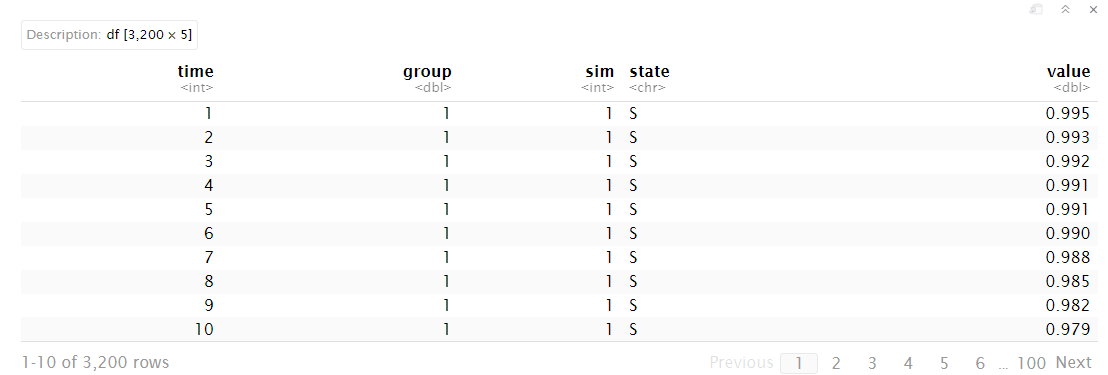 Description: df [3,200 × 5]
time group sim state value
<int> <dbl> <int> <chr> <dbl>
1 1 1 S 0.995
2 1 1 S 0.993
3 1 1 S 0.992
4 1 1 S 0.991
5 1 1 S 0.991
6 1 1 S 0.990
7 1 1 S 0.988
8 1 1 S 0.985
9 1 1 S 0.982
10 1 1 S 0.979
1-10 of 3,200 rows Previous 1 2 3 4 5 6 ... 100 Next